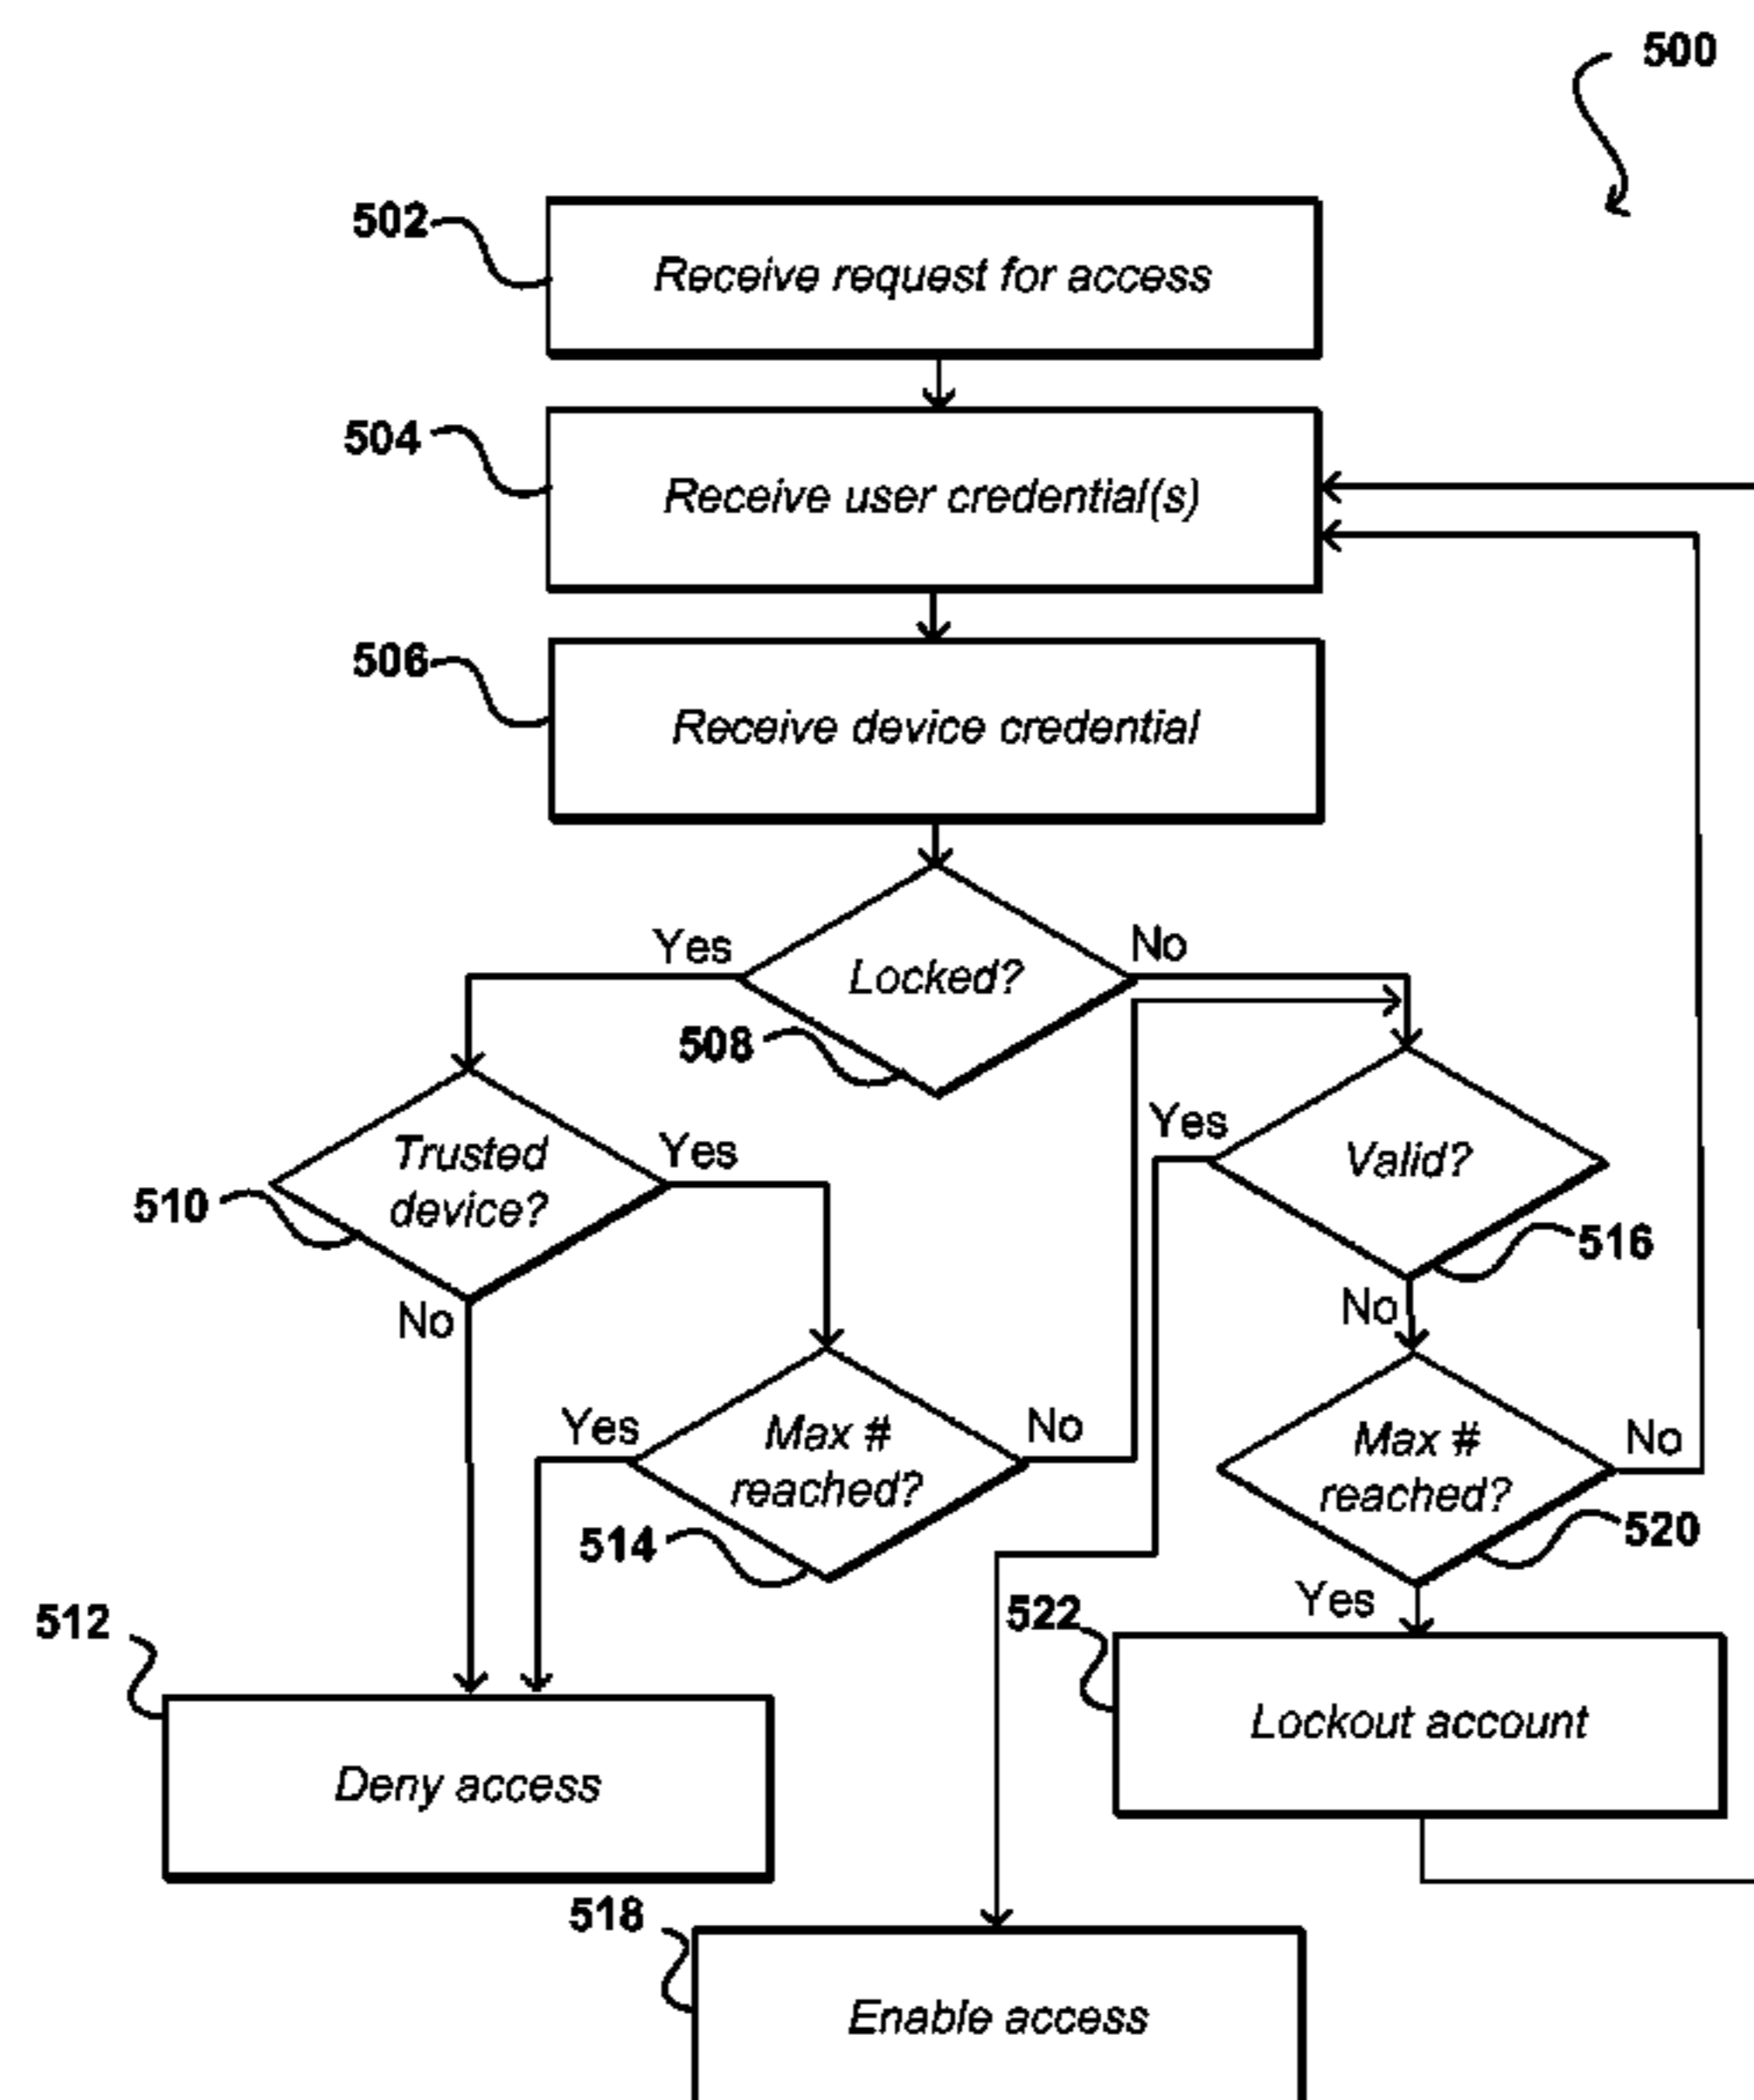 500
502
Receive request for access
504
Receive user credential(s)
506
Receive device credential
Yes
No
Locked?
508
Trusted
device?
Yes
510
No
Yes
Valid?
516
No
Yes
Max #
reached?
No
514
Max #
reached?
No
520
Yes
512
Deny access
522
Lockout account
518
Enable access